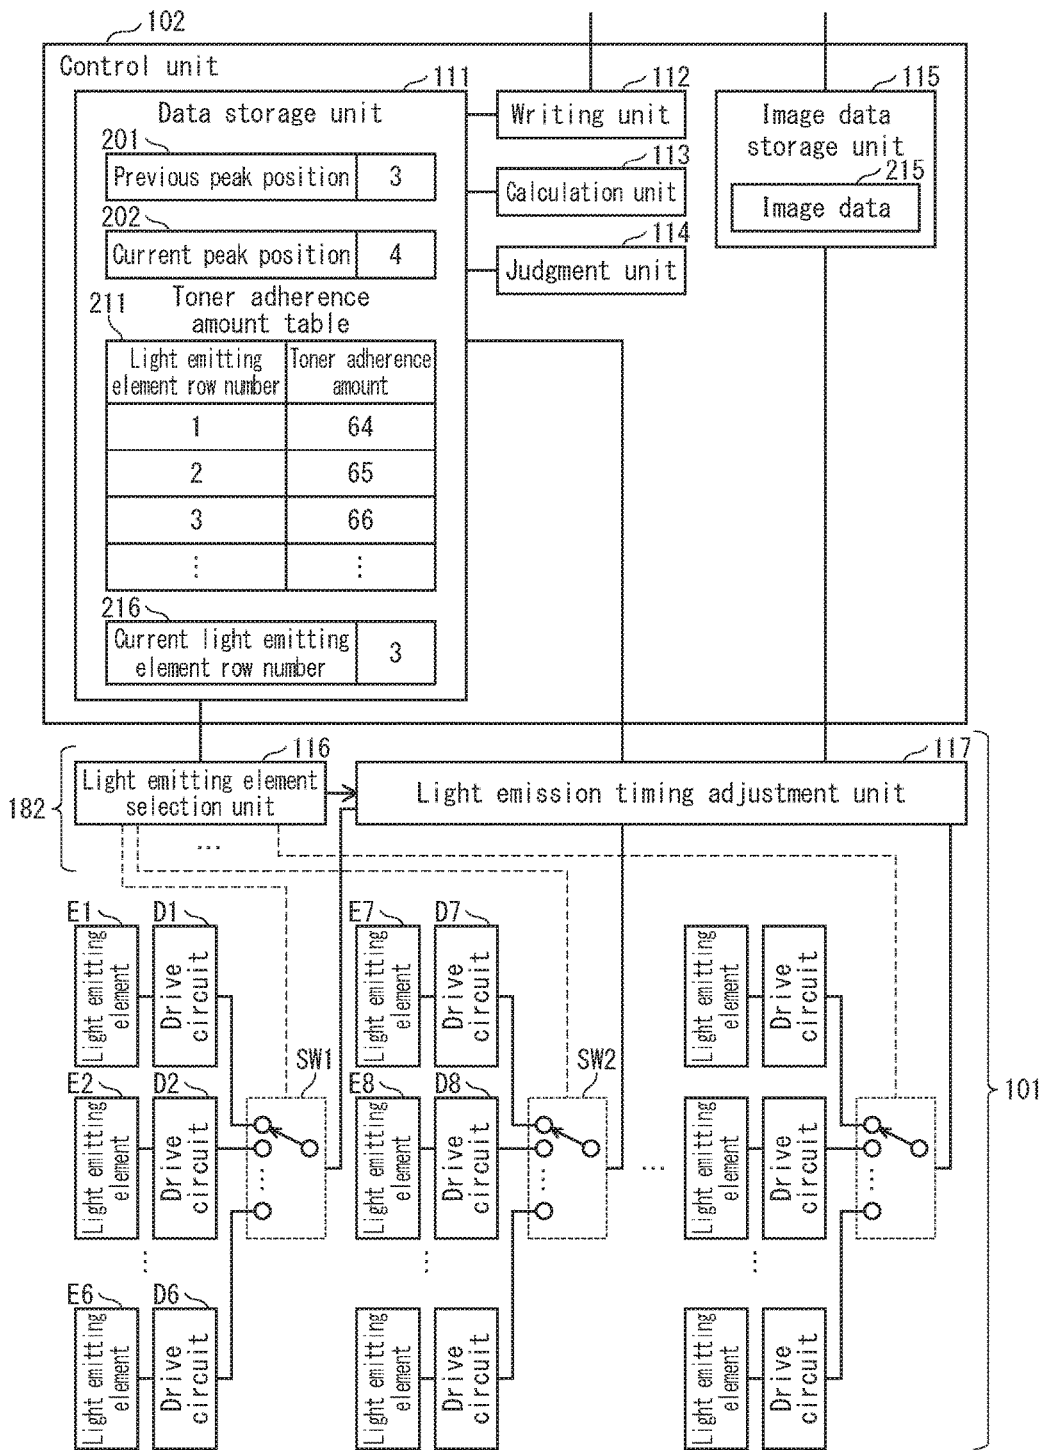 102
Control unit
111
Data storage unit
201
Previous peak position
3
202
Current peak position
4
Toner adherence
amount table
211
Light emitting
element row number
Toner adherence
amount
1
64
2
65
3
66
⋮
⋮
216
Current light emitting
element row number
3
112
Writing unit
113
Calculation unit
114
Judgment unit
115
Image data
storage unit
215
Image data
182
116
Light emitting element
selection unit
117
Light emission timing adjustment unit
...
101
E1
Light emitting
element
D1
Drive
circuit
E7
Light emitting
element
D7
Drive
circuit
Light emitting
element
Drive
circuit
SW1
SW2
E2
Light emitting
element
D2
Drive
circuit
E8
Light emitting
element
D8
Drive
circuit
...
Light emitting
element
Drive
circuit
⋮
⋮
⋮
⋮
⋮
⋮
E6
Light emitting
element
D6
Drive
circuit
Light emitting
element
Drive
circuit
Light emitting
element
Drive
circuit